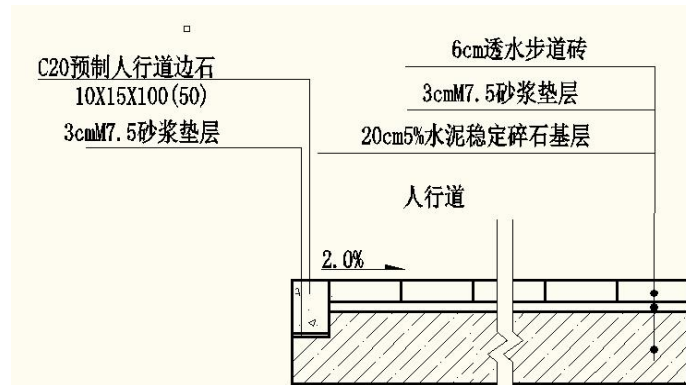 C20预制人行道边石
10X15X100(50)
3cmM7.5砂浆垫层
6cm透水步道砖
3cmM7.5砂浆垫层
20cm5%水泥稳定碎石基层
人行道
2.0%